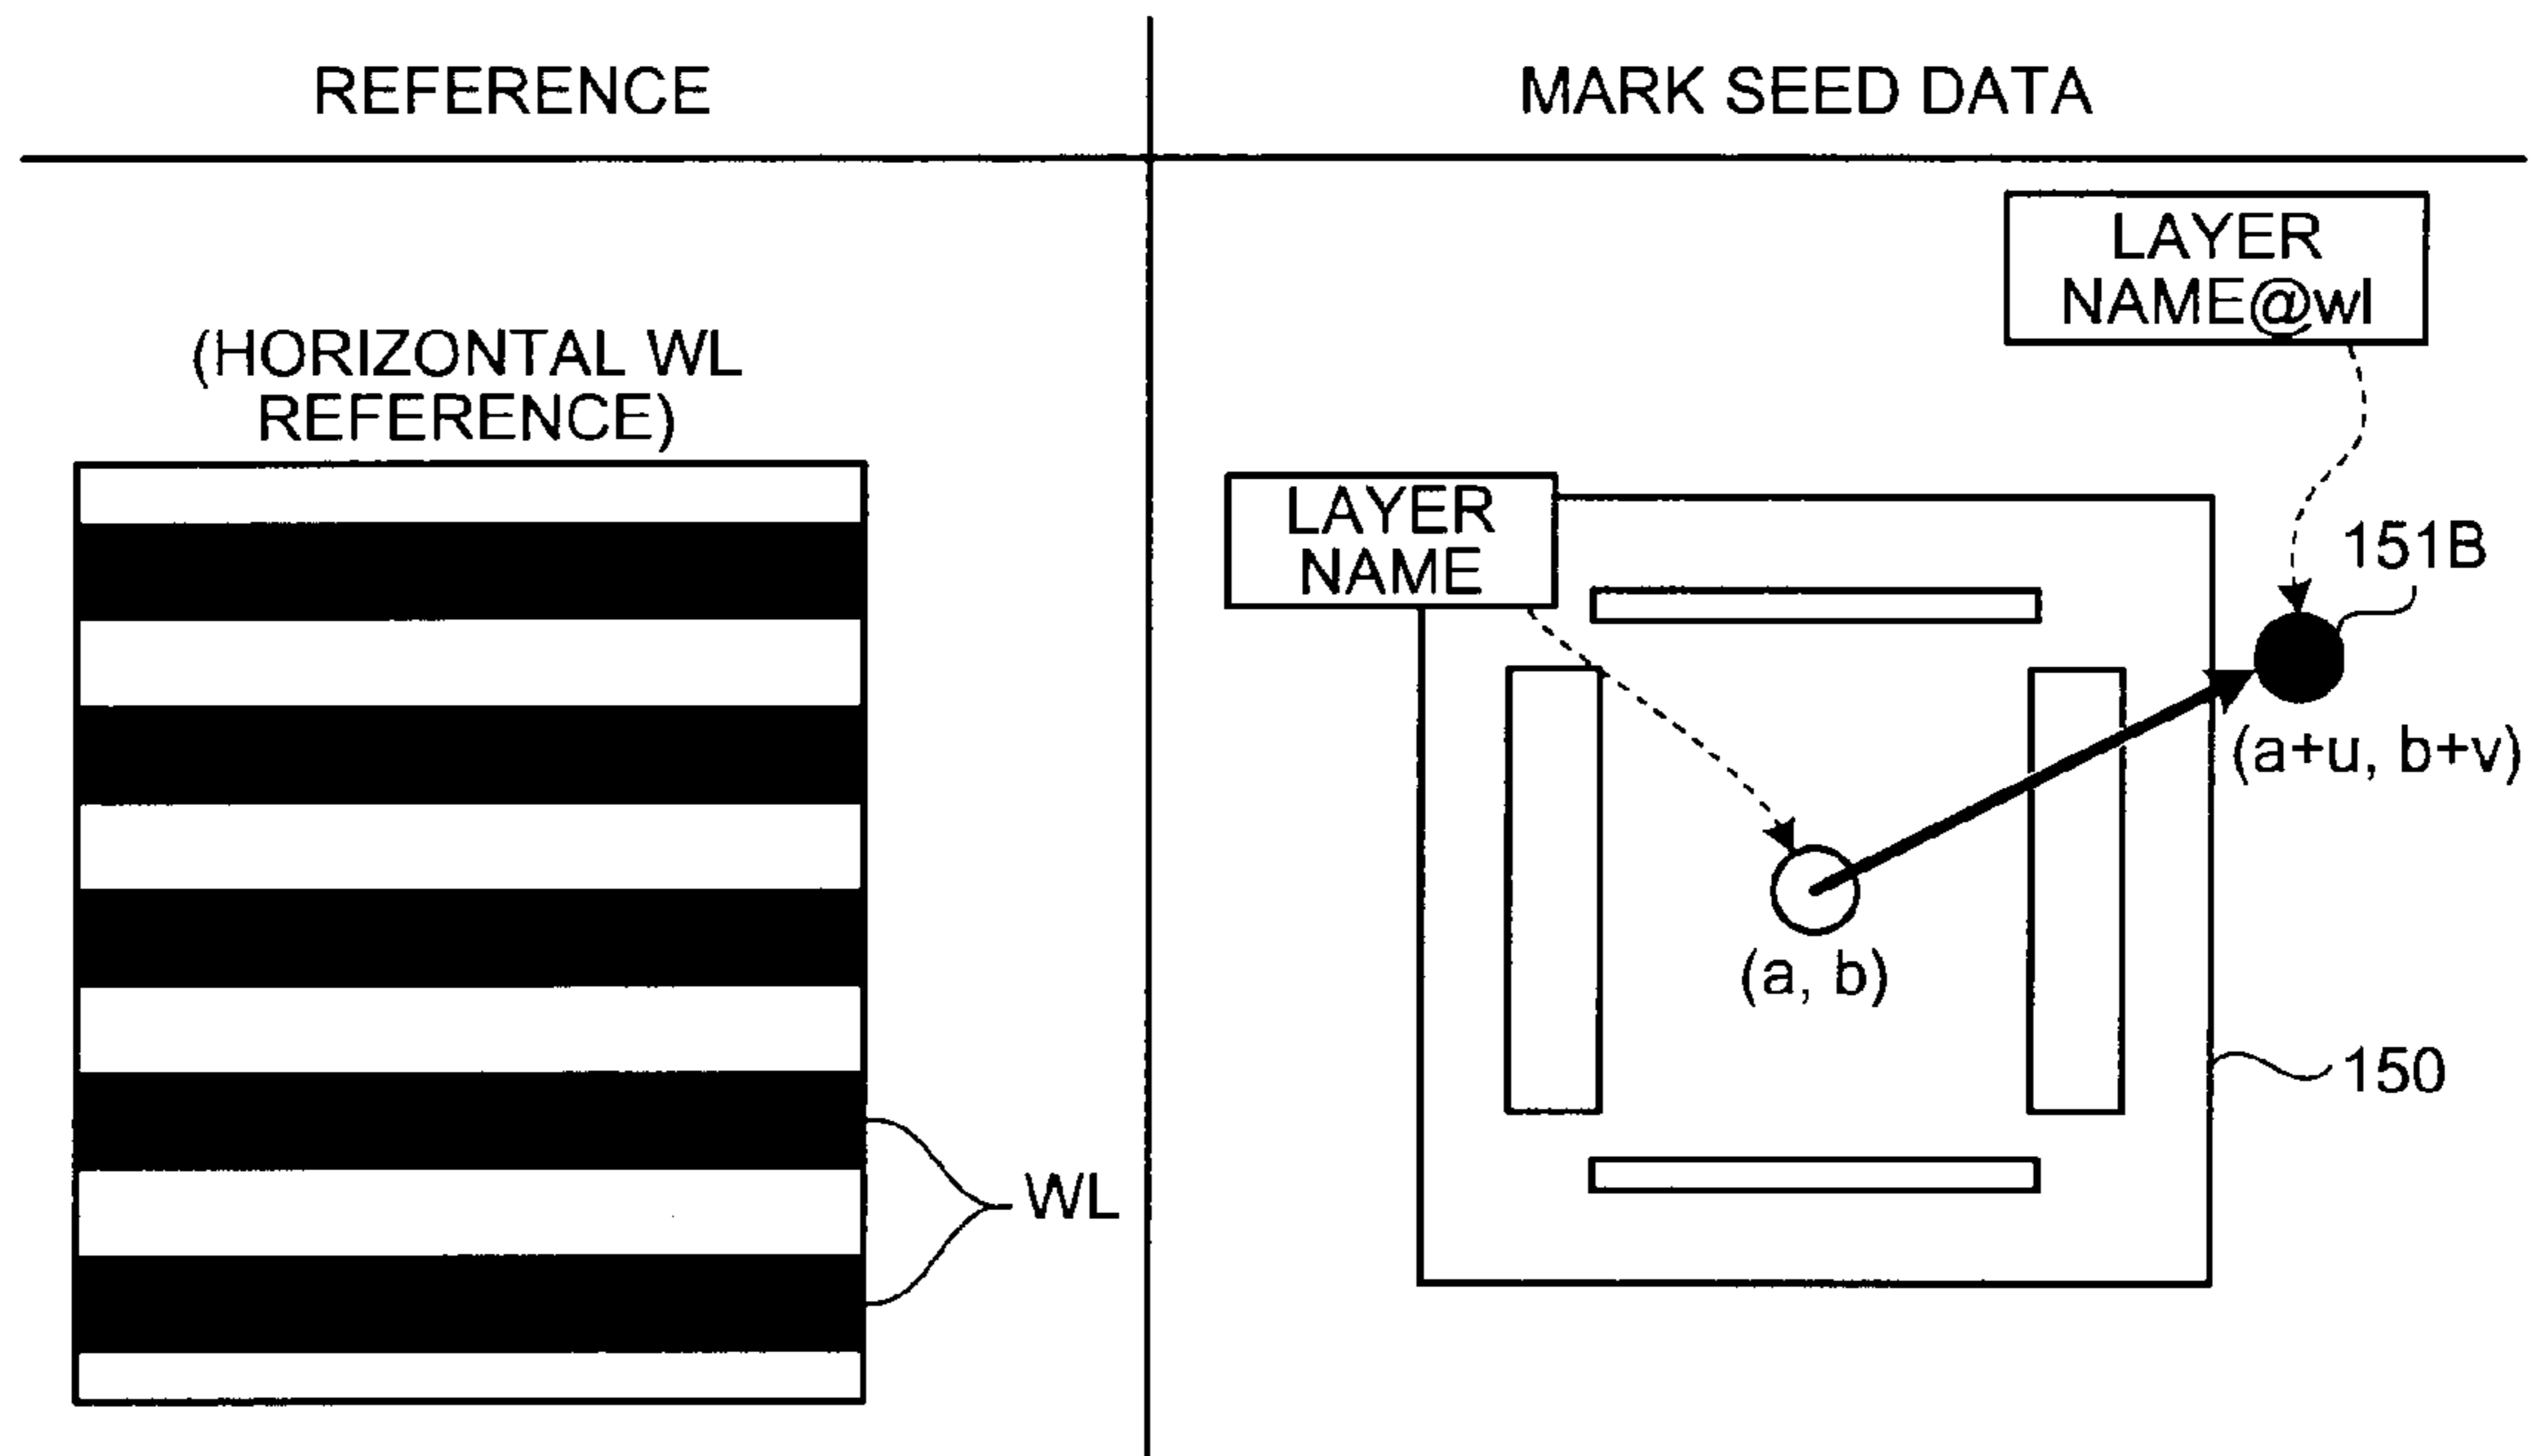 REFERENCE
MARK SEED DATA
(HORIZONTAL WL
REFERENCE)
WL
LAYER
NAME@wl
LAYER
NAME
151B
(a+u, b+v)
(a, b)
150